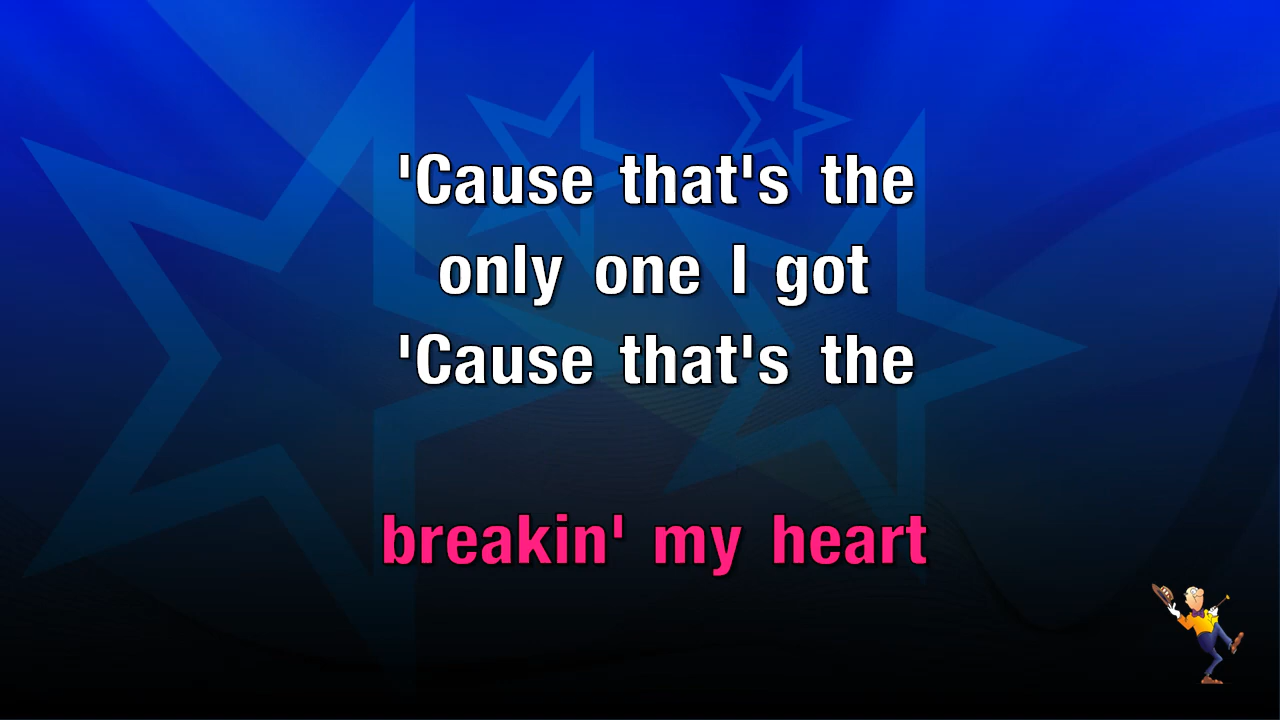 'Cause that's the
only one I got
'Cause that's the
breakin' my heart